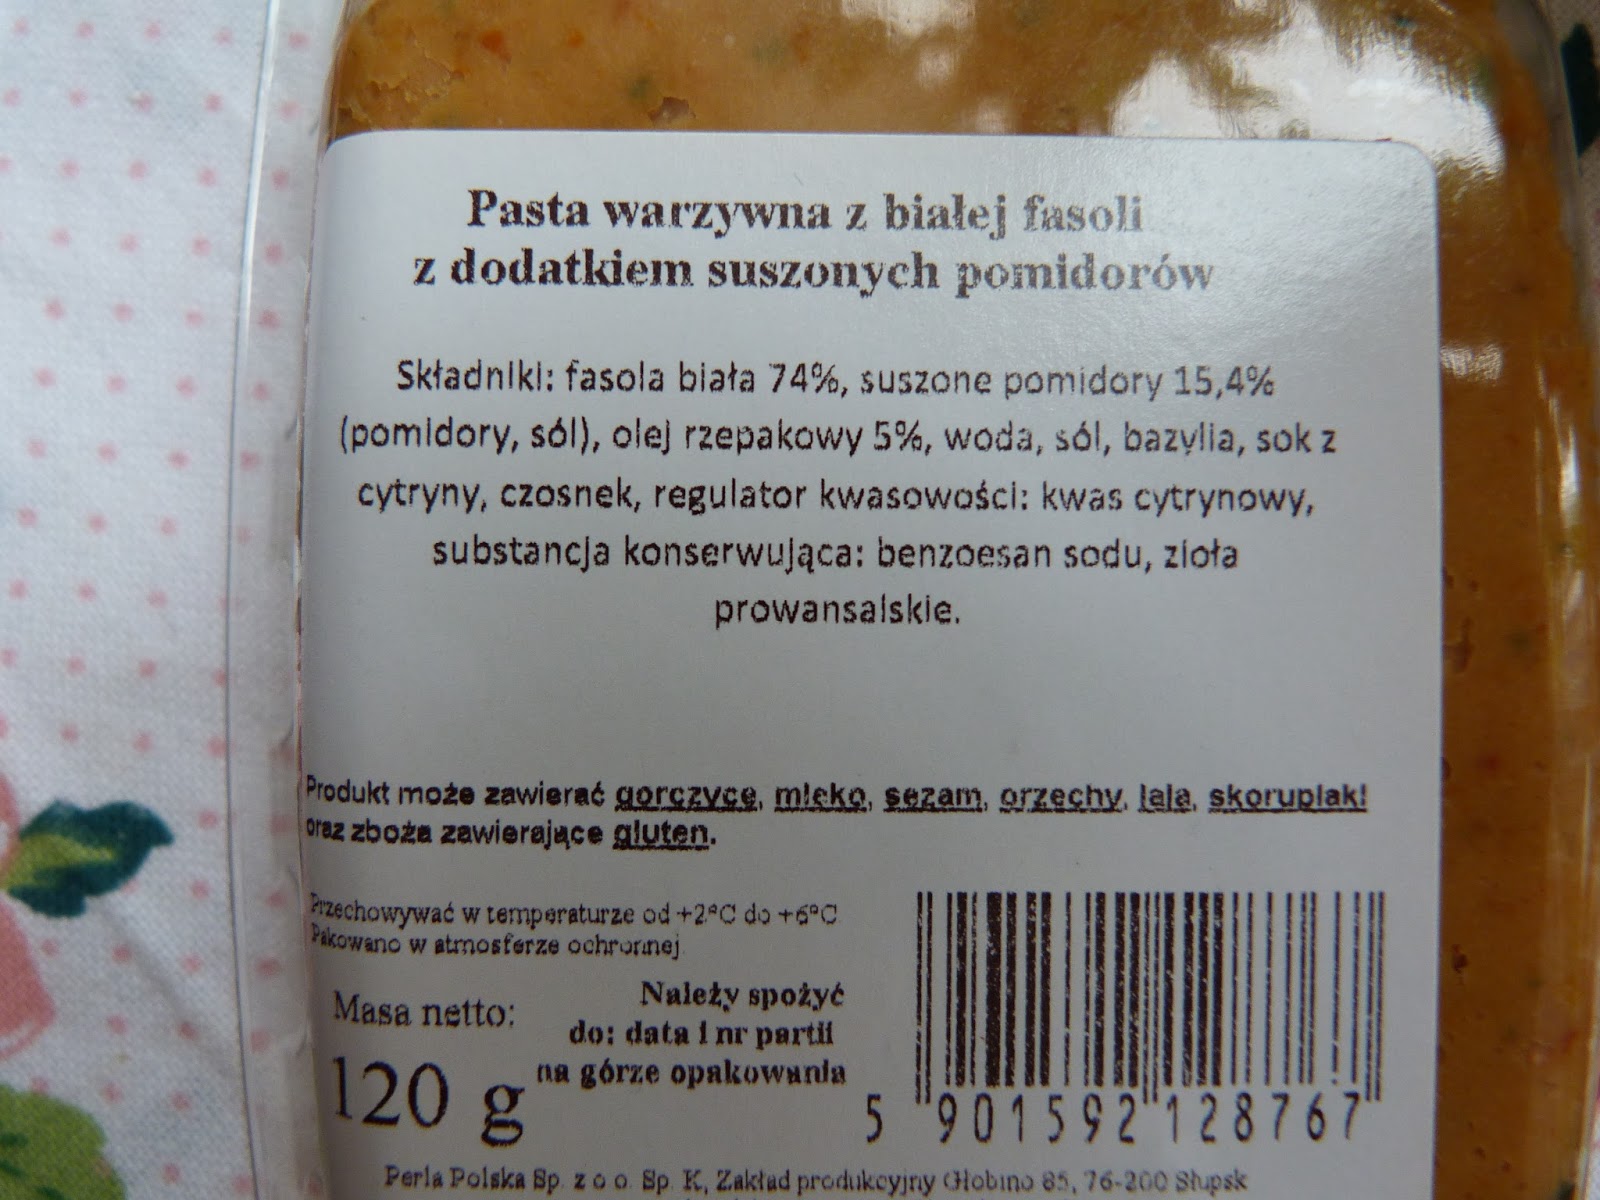 Pasta warzywna z białej fasoli
z dodatkiem suszonych pomidorów
Składniki: fasola biała 74%, suszone pomidory 15,4%
(pomidory, sól), olej rzepakowy 5%, woda, sól, bazylia, sok z
cytryny, czosnek, regulator kwasowości: kwas cytrynowy,
substancja konserwująca: benzoesan sodu, zioła
prowansalskie.
Produkt może zawierać gorczycę, mleko, sezam, orzechy, jaja, skorupiaki
oraz zboża zawierające gluten.
Przechowywać w temperaturze od +2°C do +6°C
Pakowano w atmosferze ochronnej.
Masa netto:
120 g
Należy spożyć
do: data i nr partii
na górze opakowania
5 901592 128767
Perla Polska Sp. z o o. Sp. K, Zakład produkcyjny Głobino 85, 76-200 Słupsk